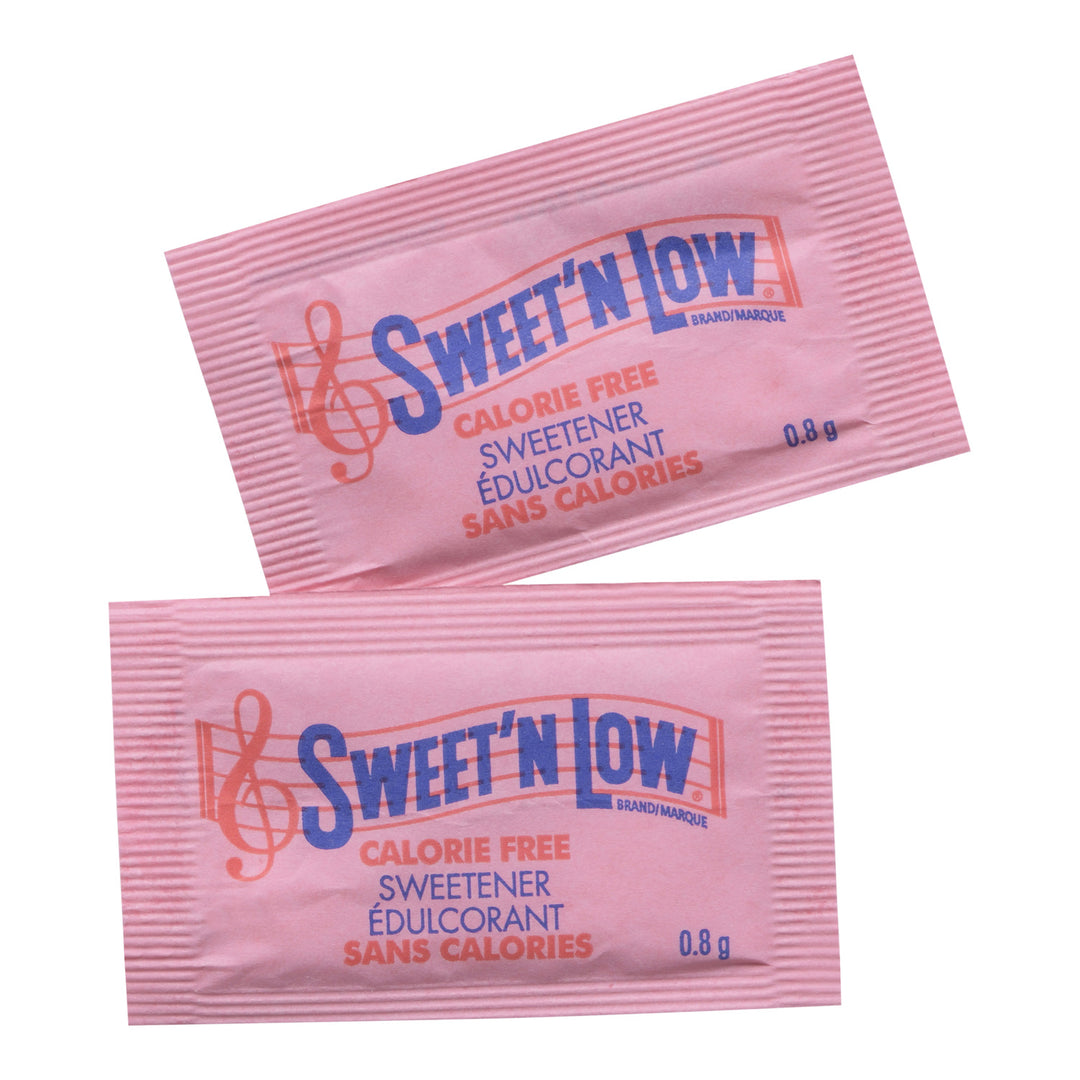 SWEET'N LOW®
BRAND/MARQUE
CALORIE FREE
SWEETENER
ÉDULCORANT
SANS CALORIES
0.8 g
SWEET'N LOW®
BRAND/MARQUE
CALORIE FREE
SWEETENER
ÉDULCORANT
SANS CALORIES
0.8 g